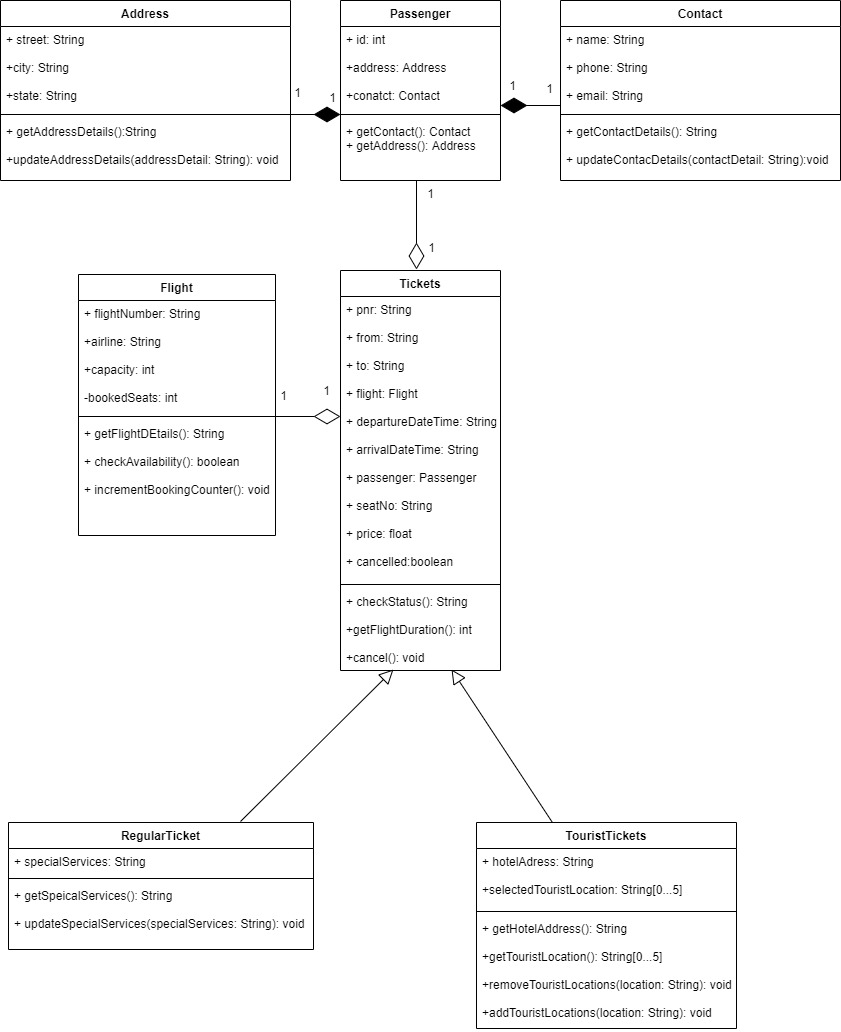 Address
+ street: String
+city: String
+state: String
+ getAddressDetails():String
+updateAddressDetails(addressDetail: String): void
1
1
Passenger
+ id: int
+address: Address
+conatct: Contact
+ getContact(): Contact
+ getAddress(): Address
1
1
Contact
+ name: String
+ phone: String
+ email: String
+ getContactDetails(): String
+ updateContacDetails(contactDetail: String):void
1
1
Flight
+ flightNumber: String
+airline: String
+capacity: int
-bookedSeats: int
+ getFlightDEtails(): String
+ checkAvailability(): boolean
+ incrementBookingCounter(): void
1
1
Tickets
+ pnr: String
+ from: String
+ to: String
+ flight: Flight
+ departureDateTime: String
+ arrivalDateTime: String
+ passenger: Passenger
+ seatNo: String
+ price: float
+ cancelled:boolean
+ checkStatus(): String
+getFlightDuration(): int
+cancel(): void
RegularTicket
+ specialServices: String
+ getSpeicalServices(): String
+ updateSpecialServices(specialServices: String): void
TouristTickets
+ hotelAdress: String
+selectedTouristLocation: String[0...5]
+ getHotelAddress(): String
+getTouristLocation(): String[0...5]
+removeTouristLocations(location: String): void
+addTouristLocations(location: String): void